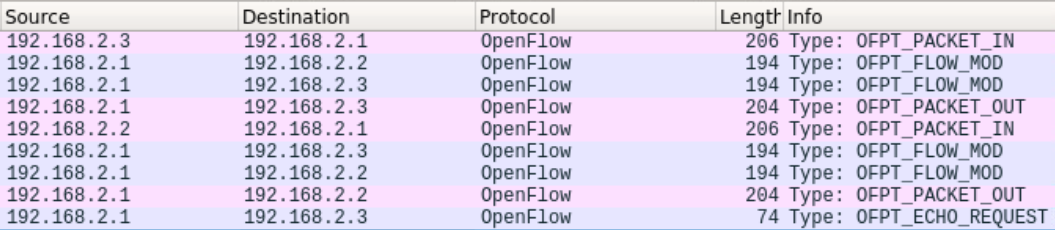 Source Destination Protocol Length Info
192.168.2.3 192.168.2.1 OpenFlow 206 Type: OFPT_PACKET_IN
192.168.2.1 192.168.2.2 OpenFlow 194 Type: OFPT_FLOW_MOD
192.168.2.1 192.168.2.3 OpenFlow 194 Type: OFPT_FLOW_MOD
192.168.2.1 192.168.2.3 OpenFlow 204 Type: OFPT_PACKET_OUT
192.168.2.2 192.168.2.1 OpenFlow 206 Type: OFPT_PACKET_IN
192.168.2.1 192.168.2.3 OpenFlow 194 Type: OFPT_FLOW_MOD
192.168.2.1 192.168.2.2 OpenFlow 194 Type: OFPT_FLOW_MOD
192.168.2.1 192.168.2.2 OpenFlow 204 Type: OFPT_PACKET_OUT
192.168.2.1 192.168.2.3 OpenFlow 74 Type: OFPT_ECHO_REQUEST